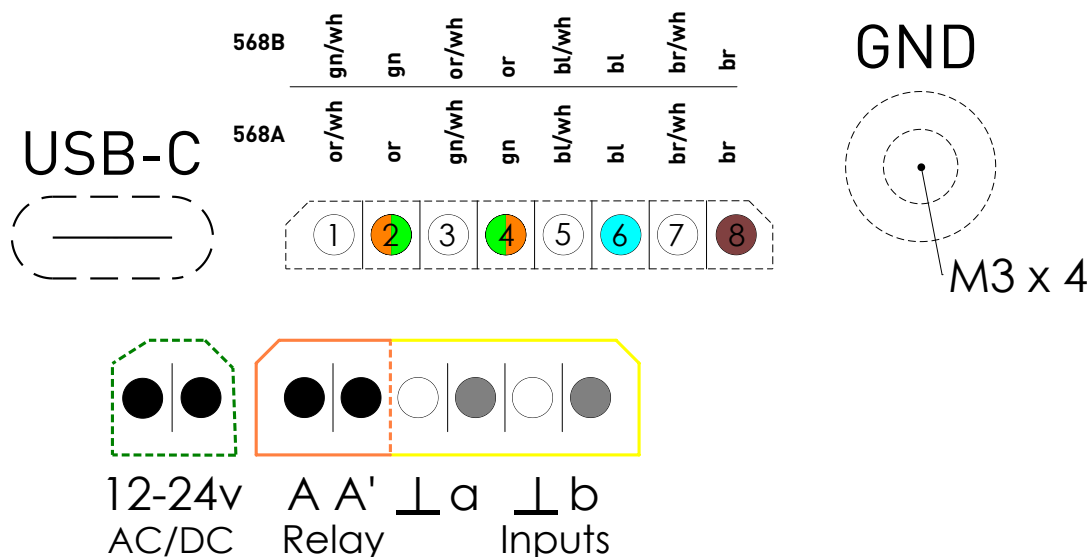 568B gn/wh gn or/wh or bl/wh bl br/wh br
568A or/wh or gn/wh gn bl/wh bl br/wh br
GND
USB-C
1 2 3 4 5 6 7 8
M3 x 4
12-24v A A' ⊥ a ⊥ b
AC/DC Relay Inputs